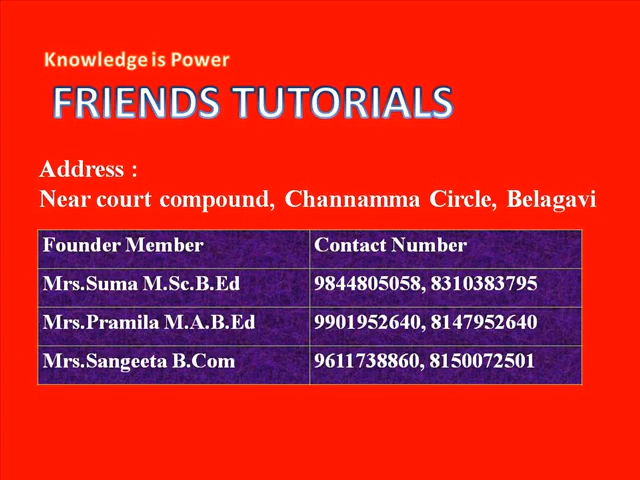 Knowledge is Power
FRIENDS TUTORIALS
Address :
Near court compound, Channamma Circle, Belagavi
Founder Member Contact Number
Mrs.Suma M.Sc.B.Ed 9844805058, 8310383795
Mrs.Pramila M.A.B.Ed 9901952640, 8147952640
Mrs.Sangeeta B.Com 9611738860, 8150072501